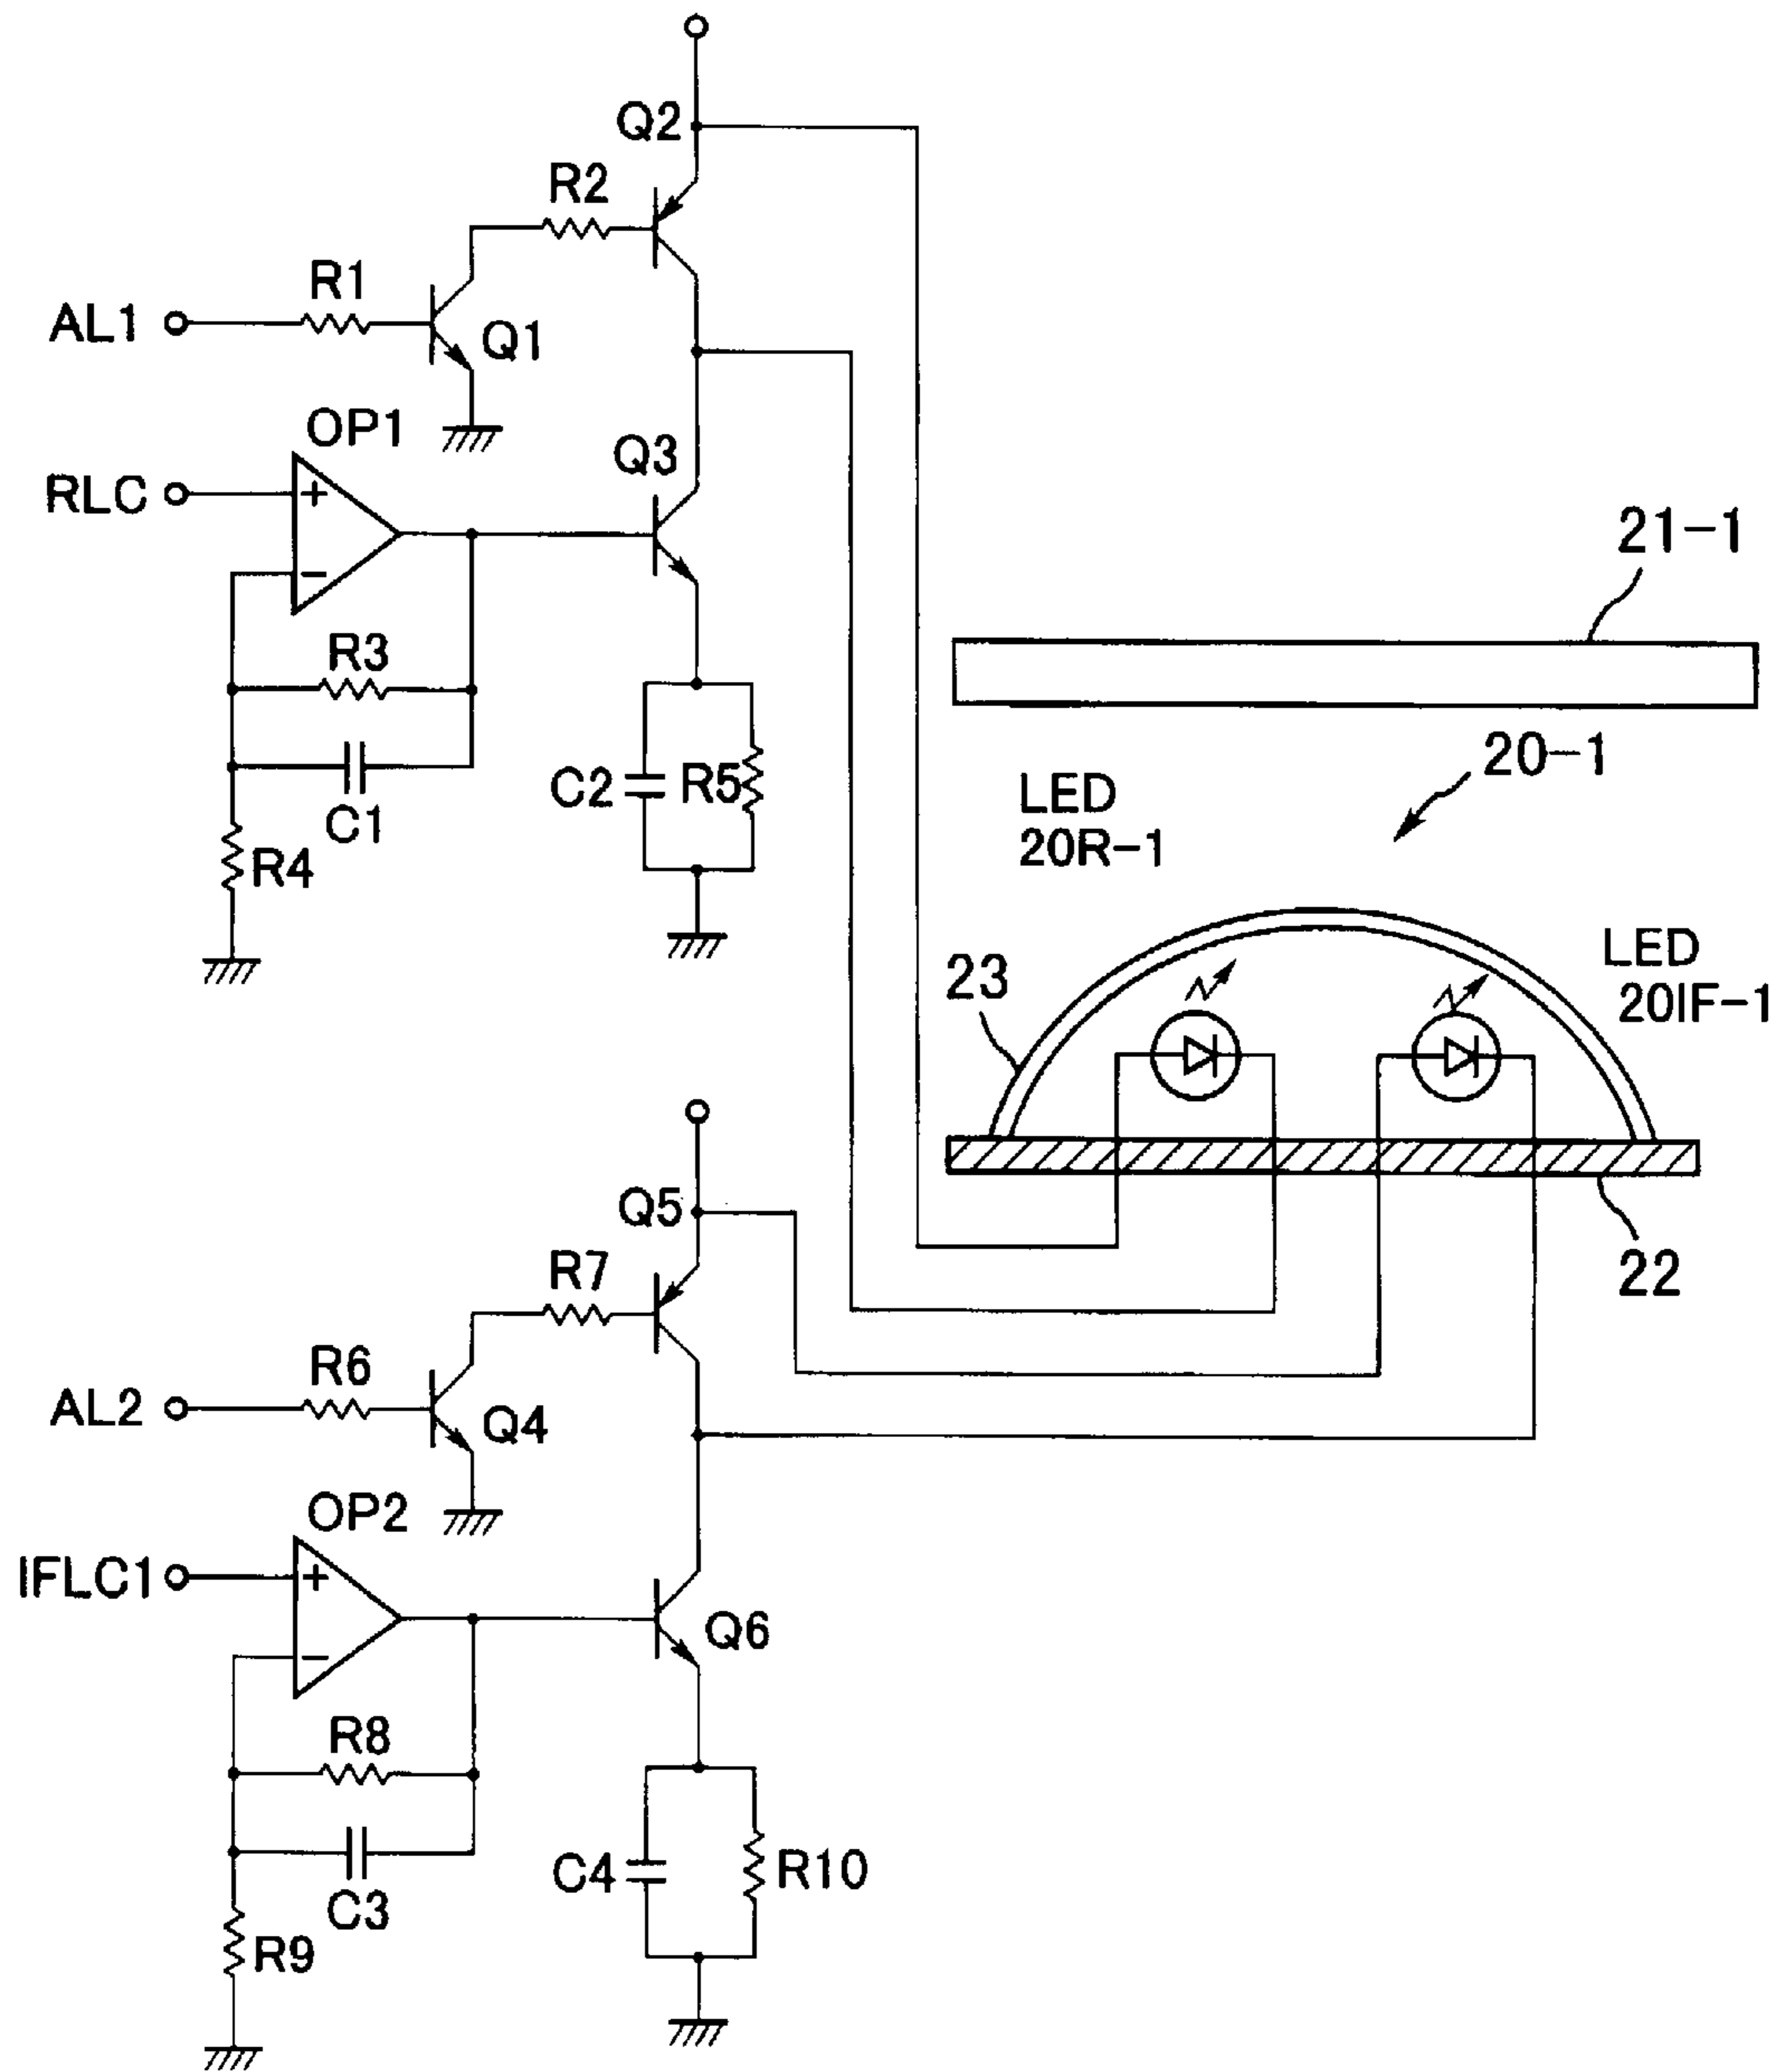 Q2
R2
R1
AL1
Q1
OP1
Q3
RLC
+
−
21-1
R3
20-1
LED
20R-1
C2
R5
C1
R4
LED
20IF-1
23
Q5
R7
22
R6
AL2
Q4
OP2
IFLC1
+
−
Q6
R8
C4
R10
C3
R9